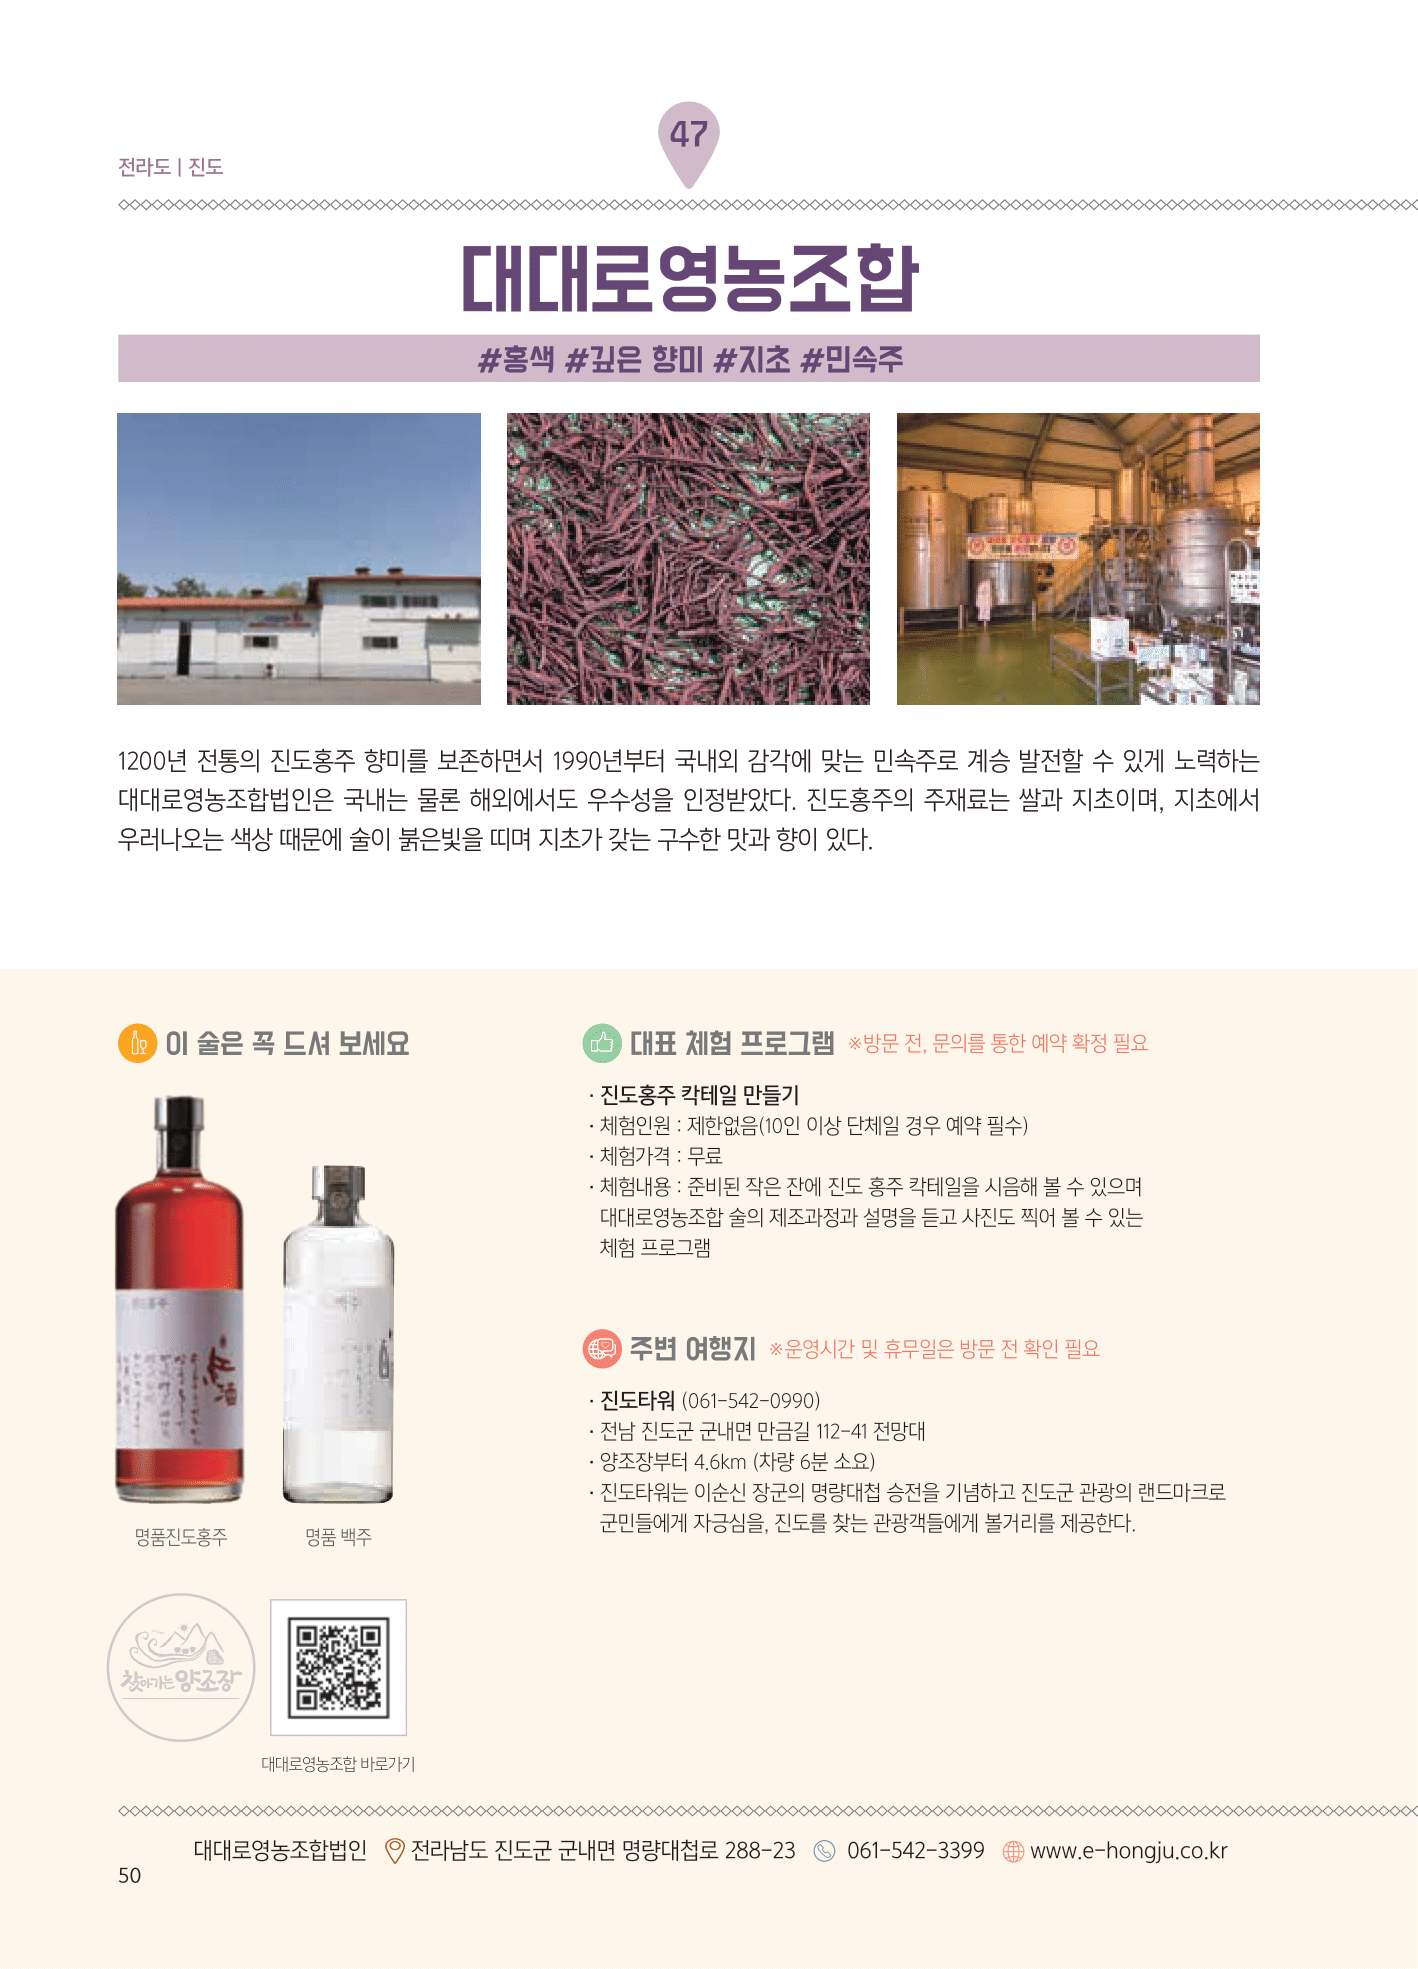 47
전라도 | 진도
대대로영농조합
#홍색 #깊은 향미 #지초 #민속주
1200년 전통의 진도홍주 향미를 보존하면서 1990년부터 국내외 감각에 맞는 민속주로 계승 발전할 수 있게 노력하는
대대로영농조합법인은 국내는 물론 해외에서도 우수성을 인정받았다. 진도홍주의 주재료는 쌀과 지초이며, 지초에서
우러나오는 색상 때문에 술이 붉은빛을 띠며 지초가 갖는 구수한 맛과 향이 있다.
이 술은 꼭 드셔 보세요
명품진도홍주
명품 백주
찾아가는 양조장
대대로영농조합 바로가기
대표 체험 프로그램 ※방문 전, 문의를 통한 예약 확정 필요
· 진도홍주 칵테일 만들기
· 체험인원 : 제한없음(10인 이상 단체일 경우 예약 필수)
· 체험가격 : 무료
· 체험내용 : 준비된 작은 잔에 진도 홍주 칵테일을 시음해 볼 수 있으며
대대로영농조합 술의 제조과정과 설명을 듣고 사진도 찍어 볼 수 있는
체험 프로그램
주변 여행지 ※운영시간 및 휴무일은 방문 전 확인 필요
· 진도타워 (061-542-0990)
· 전남 진도군 군내면 만금길 112-41 전망대
· 양조장부터 4.6km (차량 6분 소요)
· 진도타워는 이순신 장군의 명량대첩 승전을 기념하고 진도군 관광의 랜드마크로
군민들에게 자긍심을, 진도를 찾는 관광객들에게 볼거리를 제공한다.
대대로영농조합법인 전라남도 진도군 군내면 명량대첩로 288-23 061-542-3399 www.e-hongju.co.kr
50